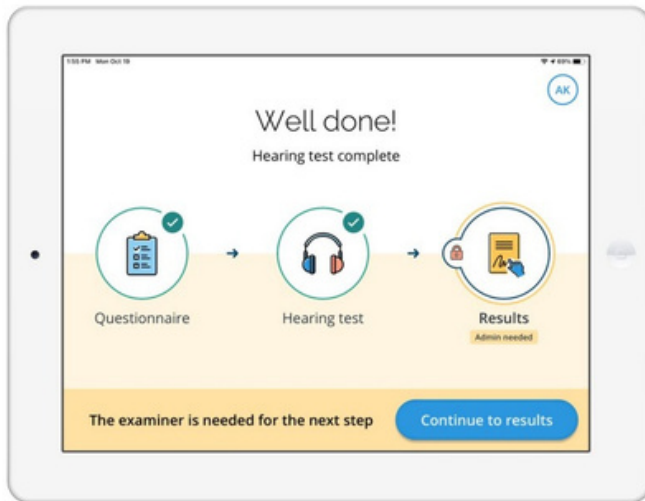 1:55 PM Mon Oct 19
69%
AK
Well done!
Hearing test complete
Questionnaire
Hearing test
Results
Admin needed
The examiner is needed for the next step
Continue to results